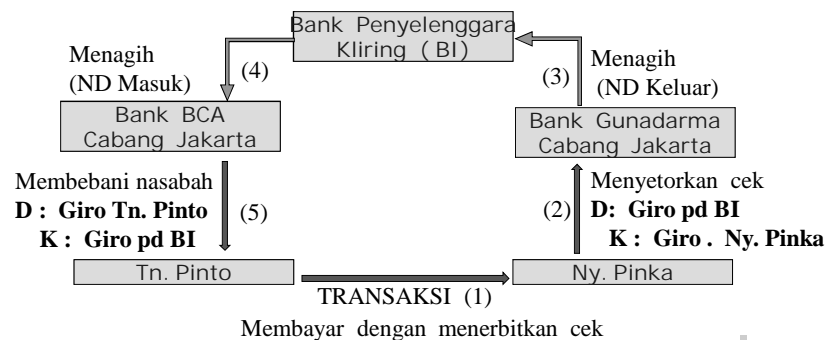 Bank Penyelenggara
Kliring (BI)
Menagih
(ND Masuk)
(4)
(3)
Menagih
(ND Keluar)
Bank BCA
Cabang Jakarta
Bank Gunadarma
Cabang Jakarta
Membebani nasabah
D : Giro Tn. Pinto
K : Giro pd BI
(5)
(2)
Menyetorkan cek
D: Giro pd BI
K : Giro . Ny. Pinka
Tn. Pinto
Ny. Pinka
TRANSAKSI (1)
Membayar dengan menerbitkan cek